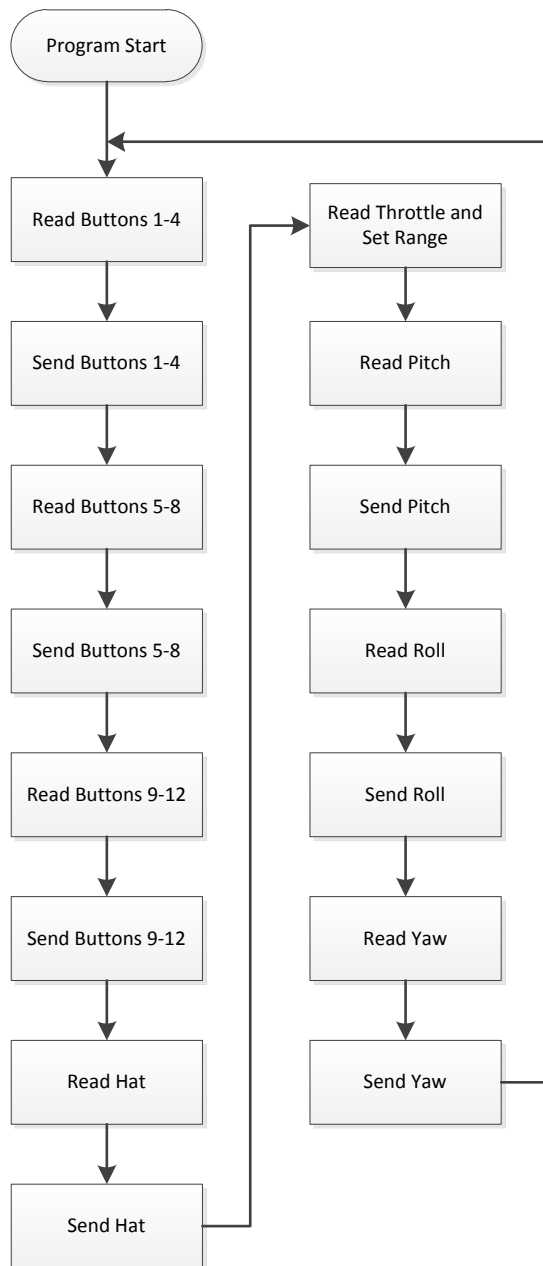 Program Start
Read Buttons 1-4
Send Buttons 1-4
Read Buttons 5-8
Send Buttons 5-8
Read Buttons 9-12
Send Buttons 9-12
Read Hat
Send Hat
Read Throttle and
Set Range
Read Pitch
Send Pitch
Read Roll
Send Roll
Read Yaw
Send Yaw